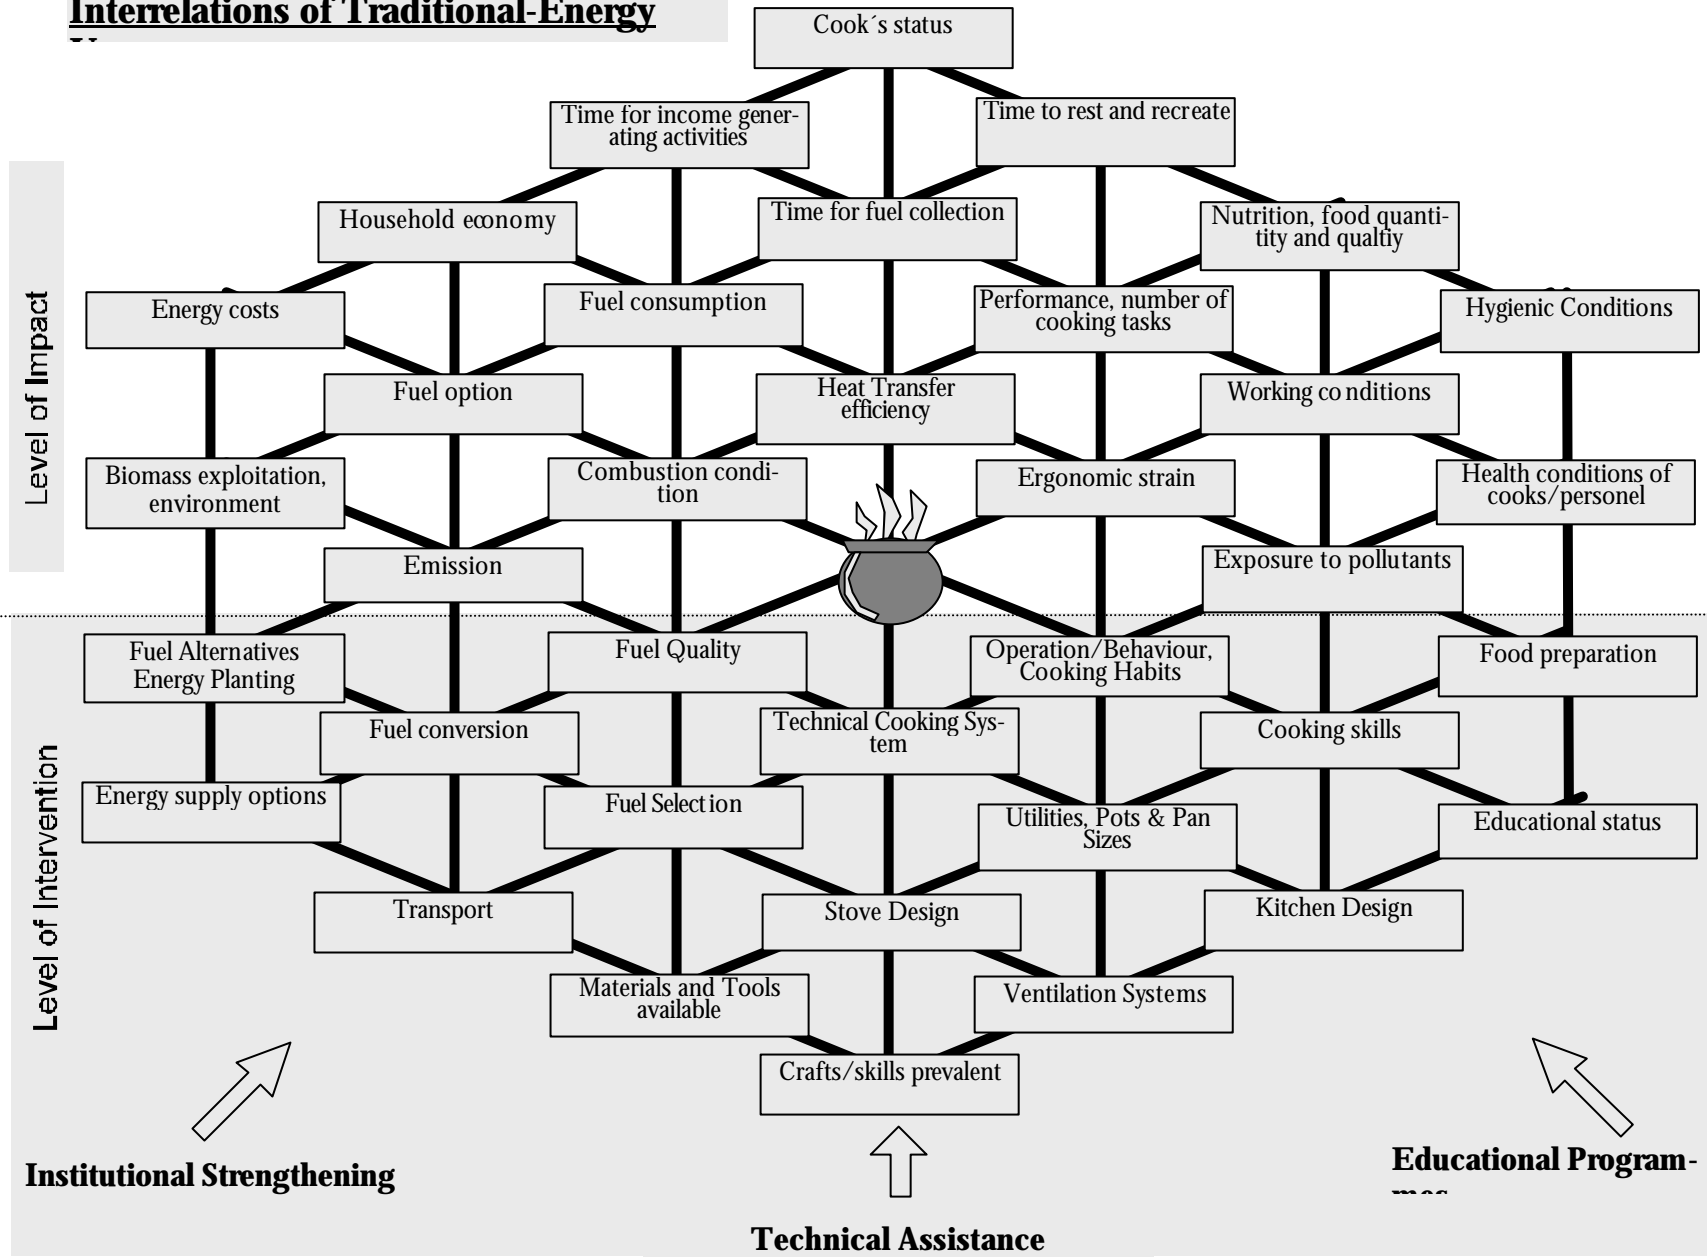 Interrelations of Traditional-Energy
Cook´s status
Time for income gener-
ating activities
Time to rest and recreate
Household economy
Time for fuel collection
Nutrition, food quanti-
tity and qualtiy
Energy costs
Fuel consumption
Performance, number of
cooking tasks
Hygienic Conditions
Fuel option
Heat Transfer
efficiency
Working conditions
Biomass exploitation,
environment
Combustion condi-
tion
Ergonomic strain
Health conditions of
cooks/personel
Emission
Exposure to pollutants
Level of Impact
Fuel Alternatives
Energy Planting
Fuel Quality
Operation/Behaviour,
Cooking Habits
Food preparation
Fuel conversion
Technical Cooking Sys-
tem
Cooking skills
Energy supply options
Fuel Selection
Utilities, Pots & Pan
Sizes
Educational status
Transport
Stove Design
Kitchen Design
Materials and Tools
available
Ventilation Systems
Crafts/skills prevalent
Level of Intervention
Institutional Strengthening
Technical Assistance
Educational Program-
mes